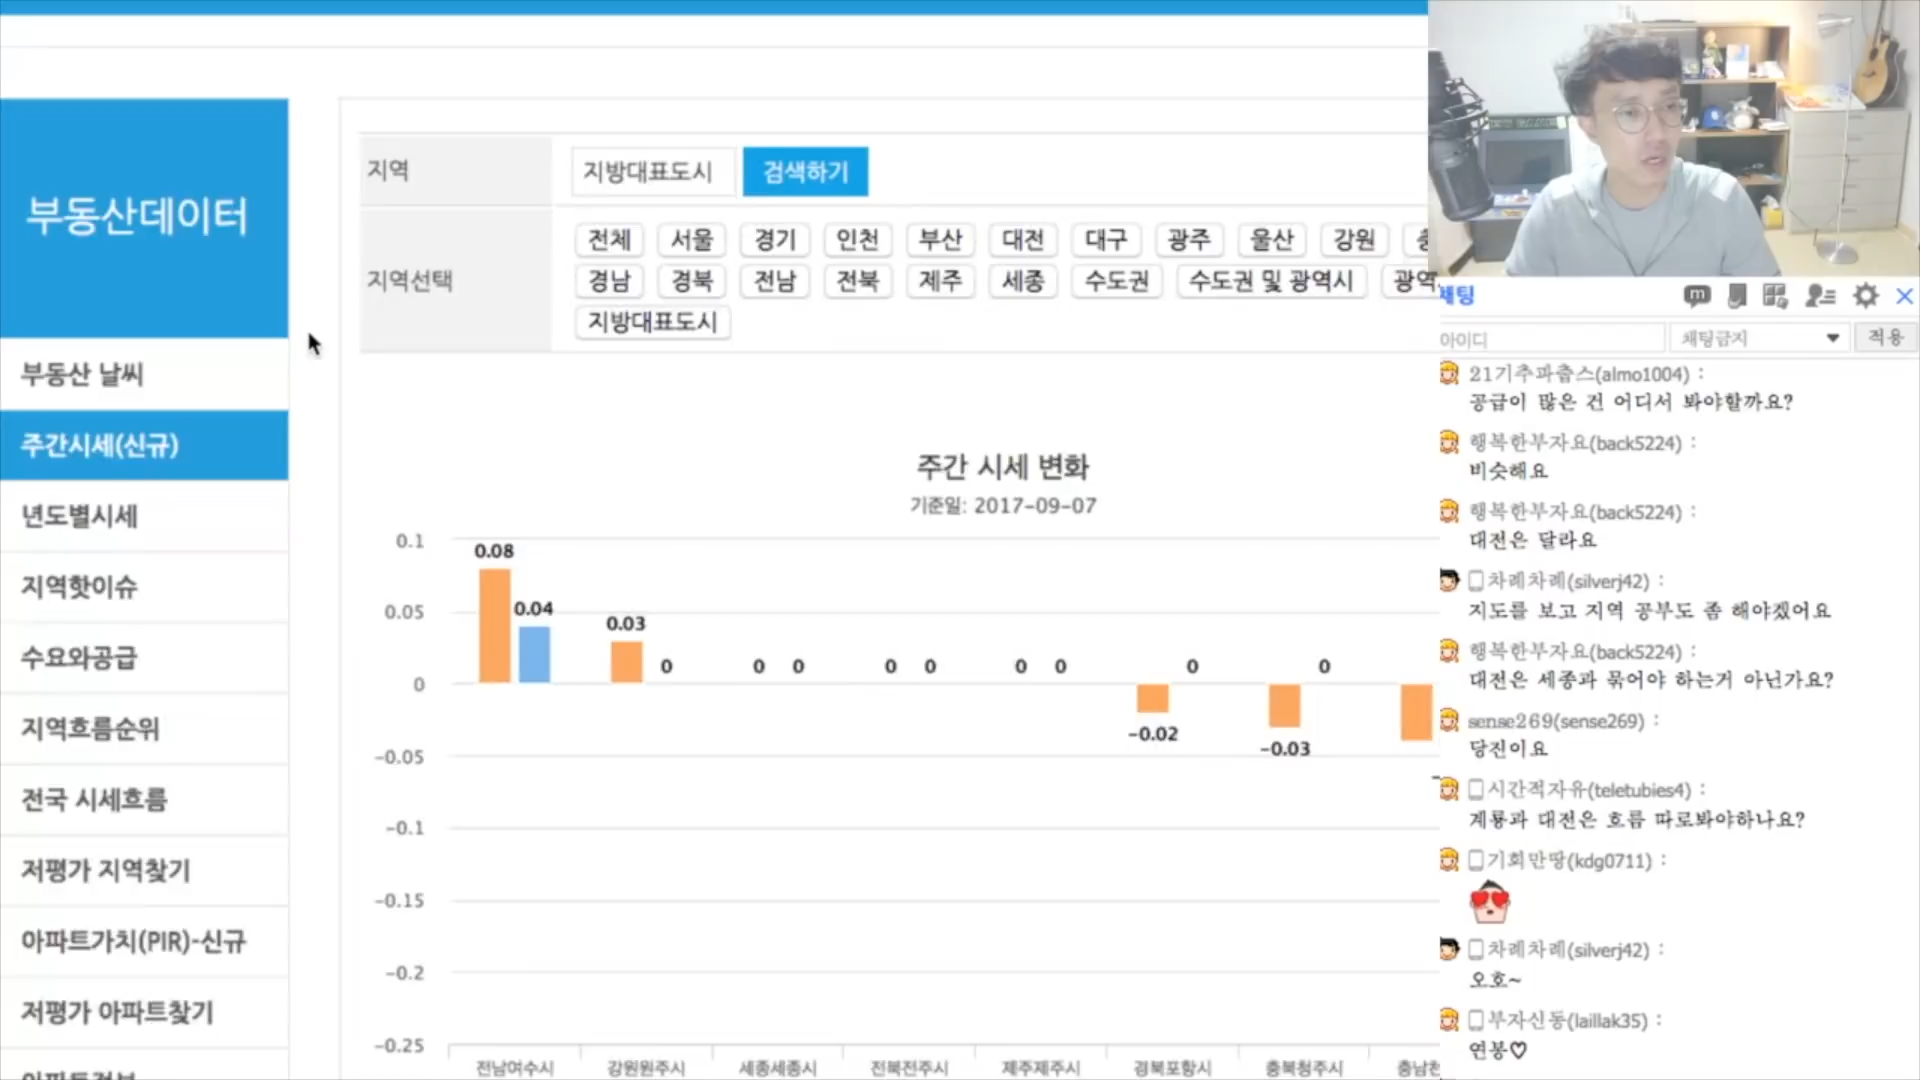 부동산데이터
부동산 날씨
주간시세(신규)
년도별시세
지역핫이슈
수요와공급
지역흐름순위
전국 시세흐름
저평가 지역찾기
아파트가치(PIR)-신규
저평가 아파트찾기
지역
지방대표도시
검색하기
지역선택
전체 서울 경기 인천 부산 대전 대구 광주 울산 강원
경남 경북 전남 전북 제주 세종 수도권 수도권 및 광역시
지방대표도시
주간 시세 변화
기준일: 2017-09-07
0.1
0.05
0
-0.05
-0.1
-0.15
-0.2
-0.25
0.08
0.04
0.03
0
0 0
0 0
0 0
-0.02
0
-0.03
0
전남여수시 강원원주시 세종세종시 전북전주시 제주제주시 경북포항시 충북청주시
채팅
아이디
채팅금지
적용
21기추파춥스(almo1004) :
공급이 많은 건 어디서 봐야할까요?
행복한부자요(back5224) :
비슷해요
행복한부자요(back5224) :
대전은 달라요
차례차례(silverj42) :
지도를 보고 지역 공부도 좀 해야겠어요
행복한부자요(back5224) :
대전은 세종과 묶어야 하는거 아닌가요?
sense269(sense269) :
당진이요
시간적자유(teletubies4) :
계룡과 대전은 흐름 따로봐야하나요?
기회만땅(kdg0711) :
차례차례(silverj42) :
오호~
부자신동(laillak35) :
연봉♡